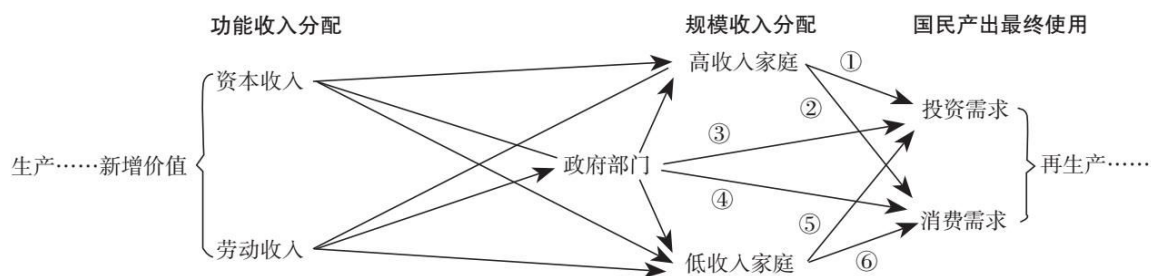 功能收入分配 规模收入分配 国民产出最终使用
资本收入 高收入家庭 ①
② 投资需求
③
生产……新增价值 政府部门 再生产……
④
⑤ 消费需求
劳动收入 低收入家庭 ⑥